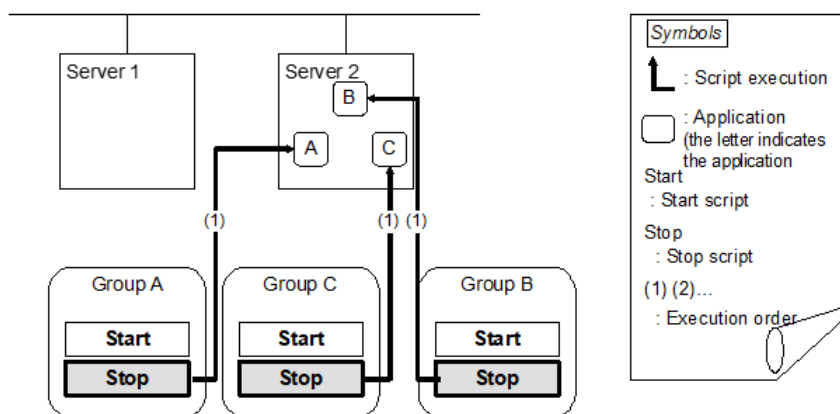 Server 1
Server 2
B
A
C
(1)
(1)
(1)
Group A
Group C
Group B
Start
Start
Start
Stop
Stop
Stop
Symbols
: Script execution
: Application
(the letter indicates
the application
Start
: Start script
Stop
: Stop script
(1) (2)...
: Execution order